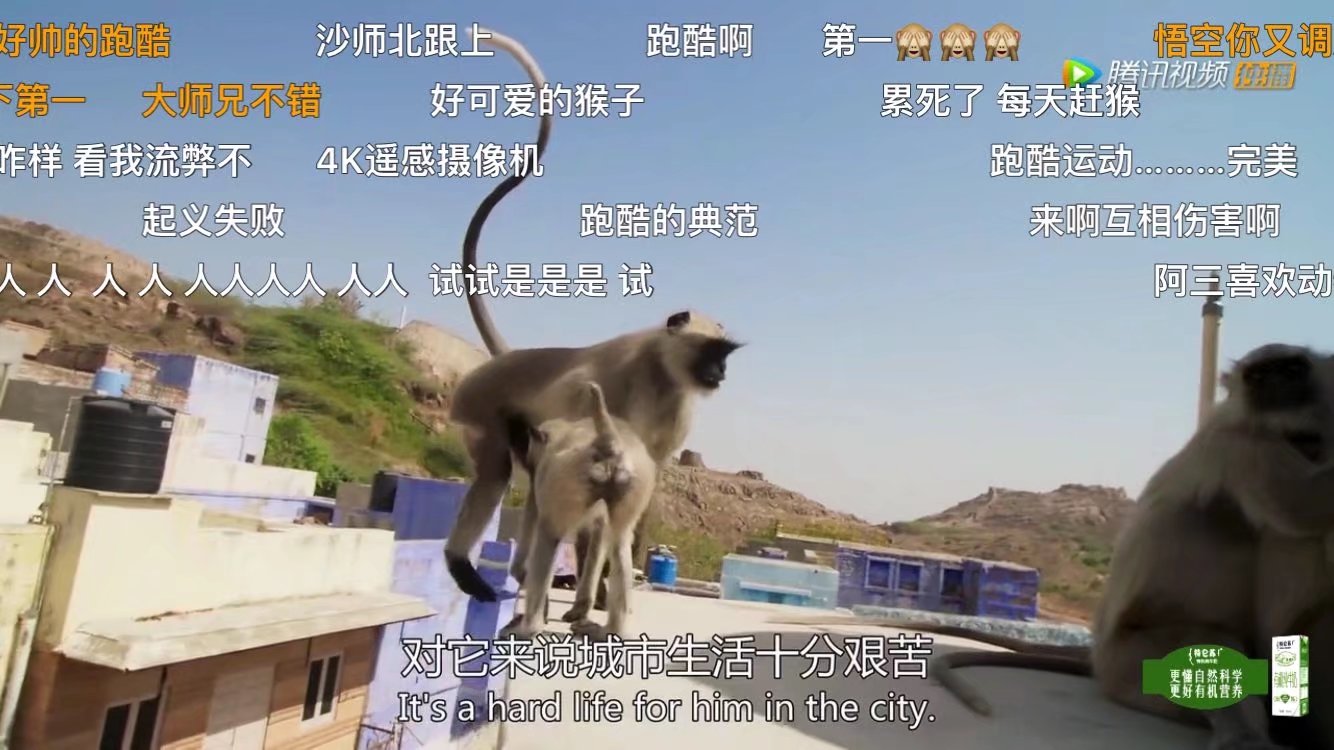 好帅的跑酷 沙师北跟上 跑酷啊 第一🙈🙈🙈 悟空你又调
腾讯视频 独播
下第一 大师兄不错 好可爱的猴子 累死了 每天赶猴
咋样 看我流弊不 4K遥感摄像机 跑酷运动………完美
起义失败 跑酷的典范 来啊互相伤害啊
人 人 人 人 人人人人 人人 试试是是是 试 阿三喜欢动
对它来说城市生活十分艰苦
It's a hard life for him in the city.
特仑苏
更懂自然科学
更好有机营养